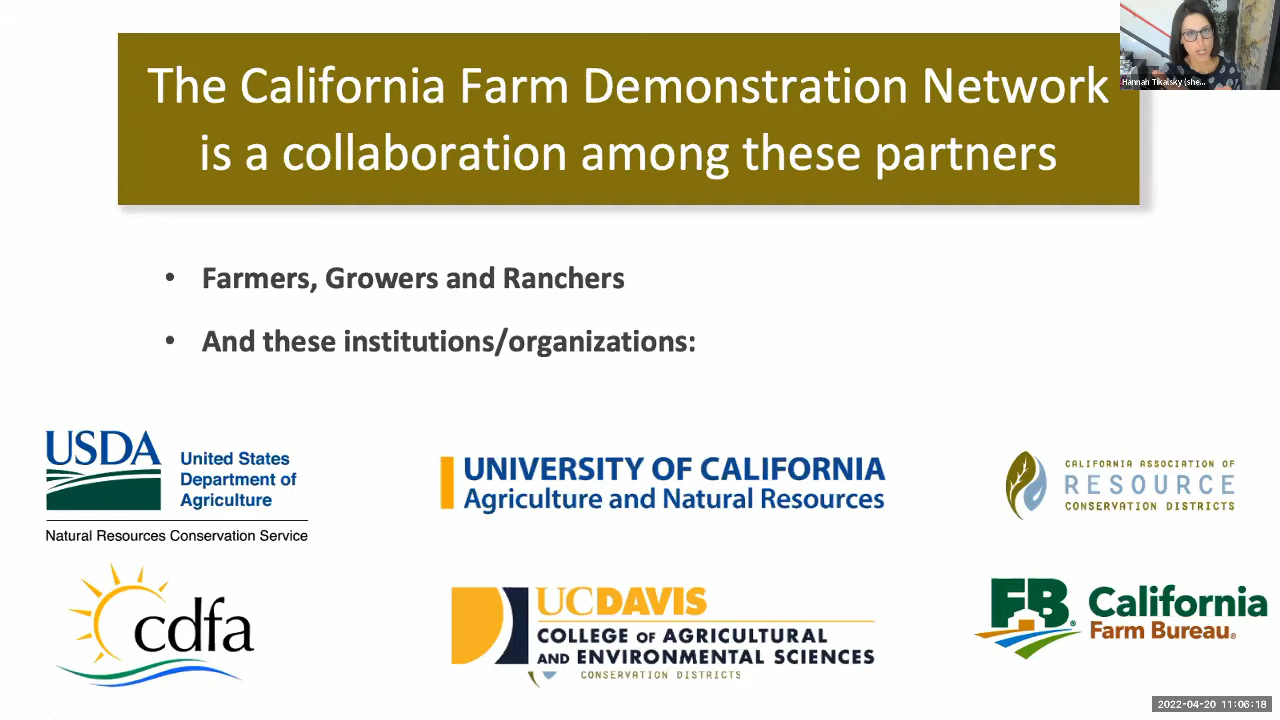 The California Farm Demonstration Network
is a collaboration among these partners
Hannah Tikalsky (she...
• Farmers, Growers and Ranchers
• And these institutions/organizations:
USDA
United States
Department of
Agriculture
Natural Resources Conservation Service
UNIVERSITY OF CALIFORNIA
Agriculture and Natural Resources
CALIFORNIA ASSOCIATION OF
RESOURCE
CONSERVATION DISTRICTS
cdfa
UCDAVIS
COLLEGE OF AGRICULTURAL
AND ENVIRONMENTAL SCIENCES
CONSERVATION DISTRICTS
FB®
California
Farm Bureau®
2022-04-20 11:06:18